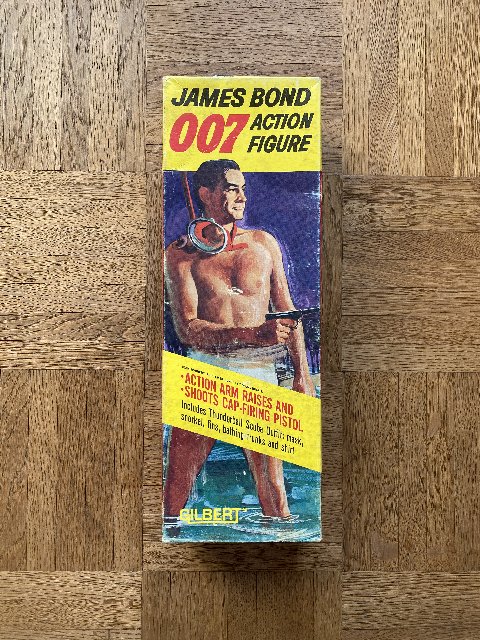 JAMES BOND
007 ACTION
FIGURE
•ACTION ARM RAISES AND
•SHOOTS CAP-FIRING PISTOL
Includes Thunderball Scuba Outfit: mask,
snorkel, fins, bathing trunks and shirt
GILBERT